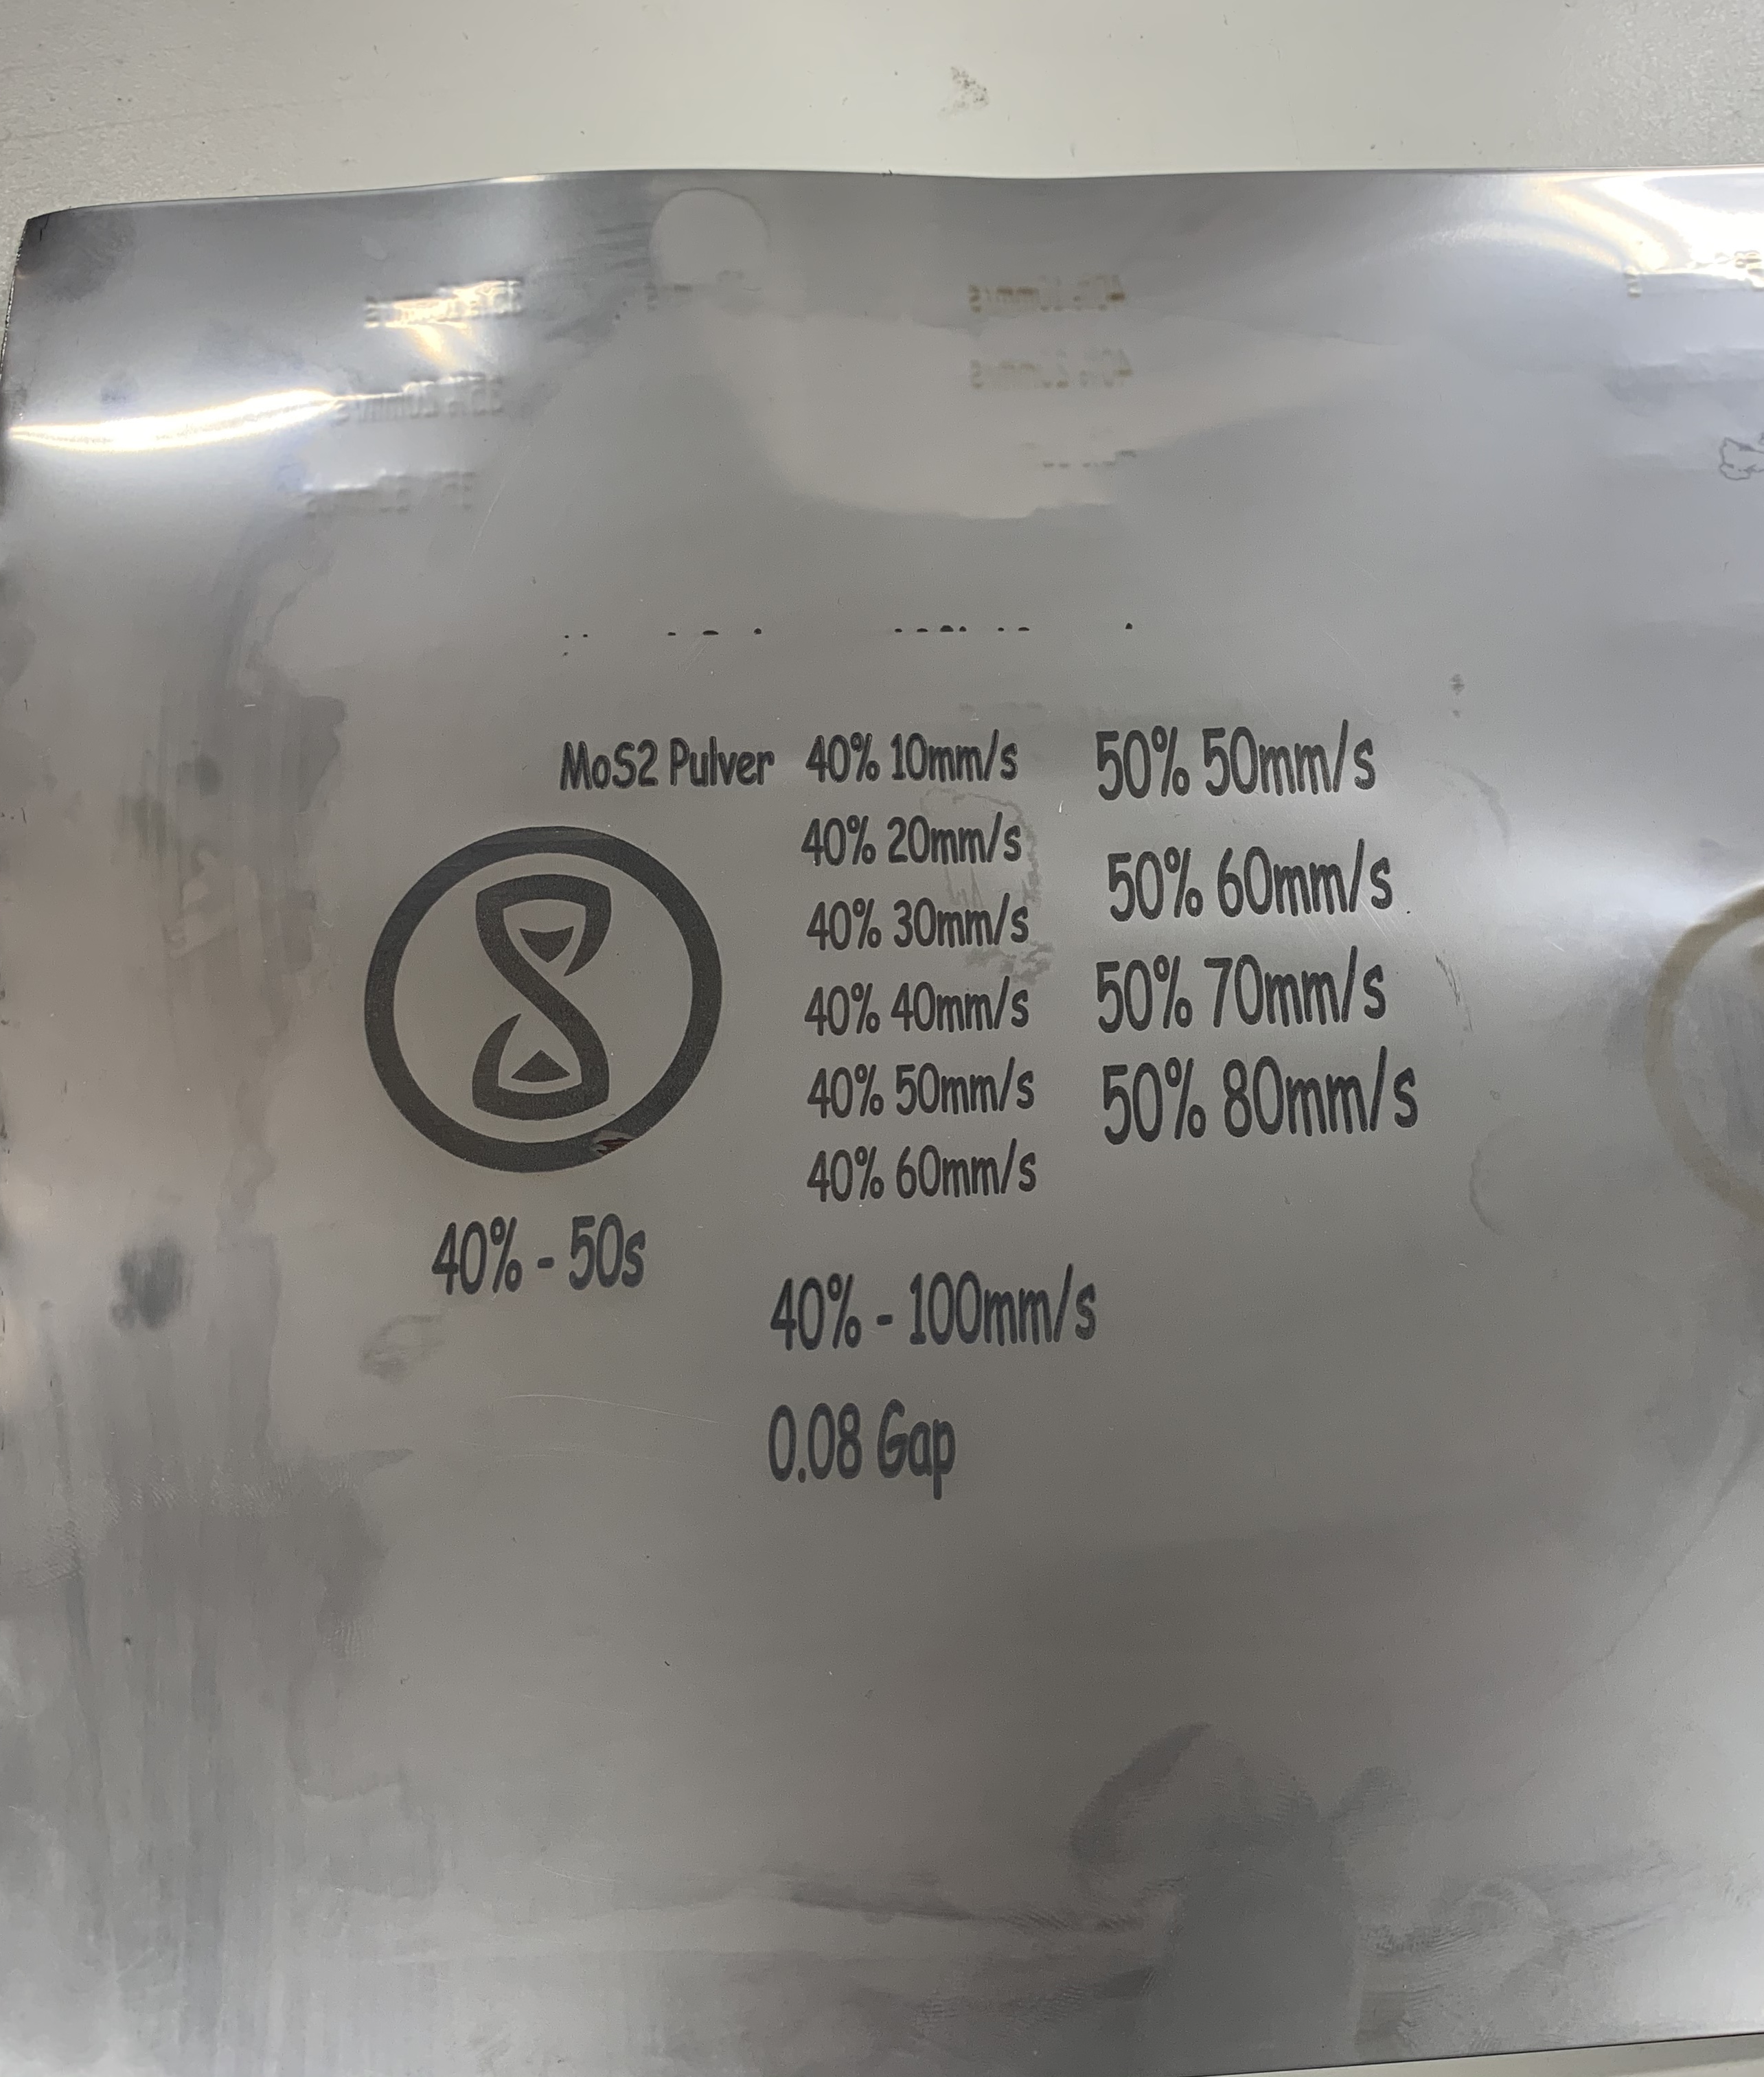 MoS2 Pulver
40% 10mm/s
40% 20mm/s
40% 30mm/s
40% 40mm/s
40% 50mm/s
40% 60mm/s
50% 50mm/s
50% 60mm/s
50% 70mm/s
50% 80mm/s
40% - 50s
40% - 100mm/s
0.08 Gap